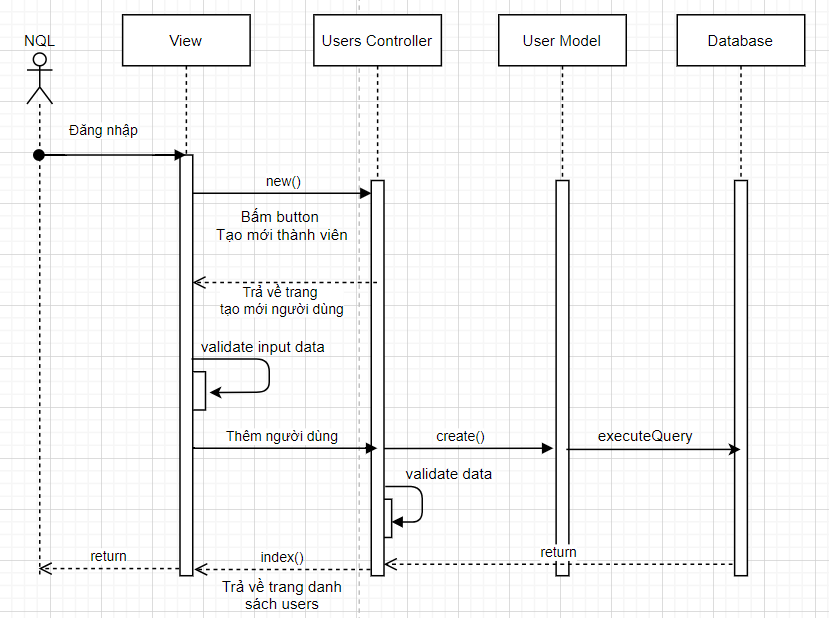 NQL
View
Users Controller
User Model
Database
Đăng nhập
new()
Bấm button
Tạo mới thành viên
Trả về trang
tạo mới người dùng
validate input data
Thêm người dùng
create()
executeQuery
validate data
return
index()
return
Trả về trang danh
sách users